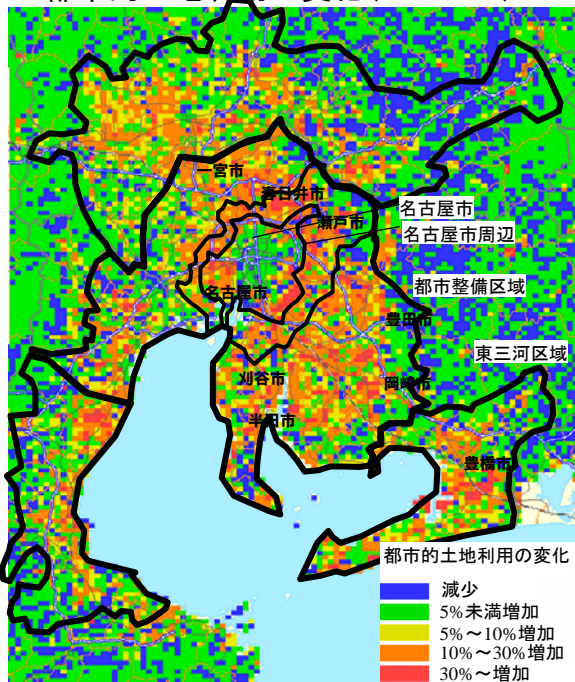 一宮市
春日井市
瀬戸市
名古屋市
名古屋市周辺
名古屋市
都市整備区域
豊田市
東三河区域
刈谷市
岡崎市
半田市
豊橋市
都市的土地利用の変化
減少
5%未満増加
5%～10%増加
10%～30%増加
30%～増加